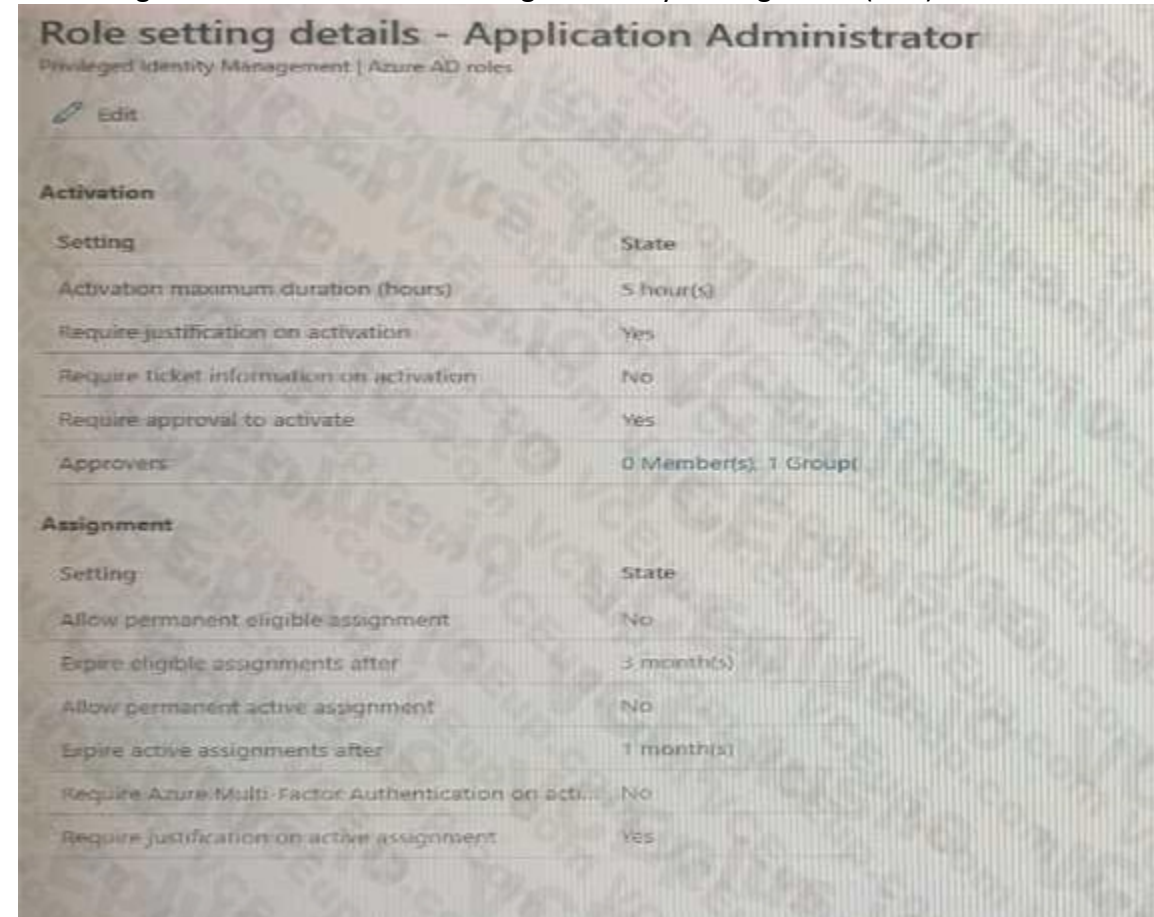 Role setting details - Application Administrator
Privileged Identity Management | Azure AD roles
Edit
Activation
Setting State
Activation maximum duration (hours) 5 hour(s)
Require justification on activation Yes
Require ticket information on activation No
Require approval to activate Yes
Approvers 0 Member(s), 1 Group(
Assignment
Setting State
Allow permanent eligible assignment No
Expire eligible assignments after 3 month(s)
Allow permanent active assignment No
Expire active assignments after 1 month(s)
Require Azure Multi-Factor Authentication on acti... No
Require justification on active assignment Yes